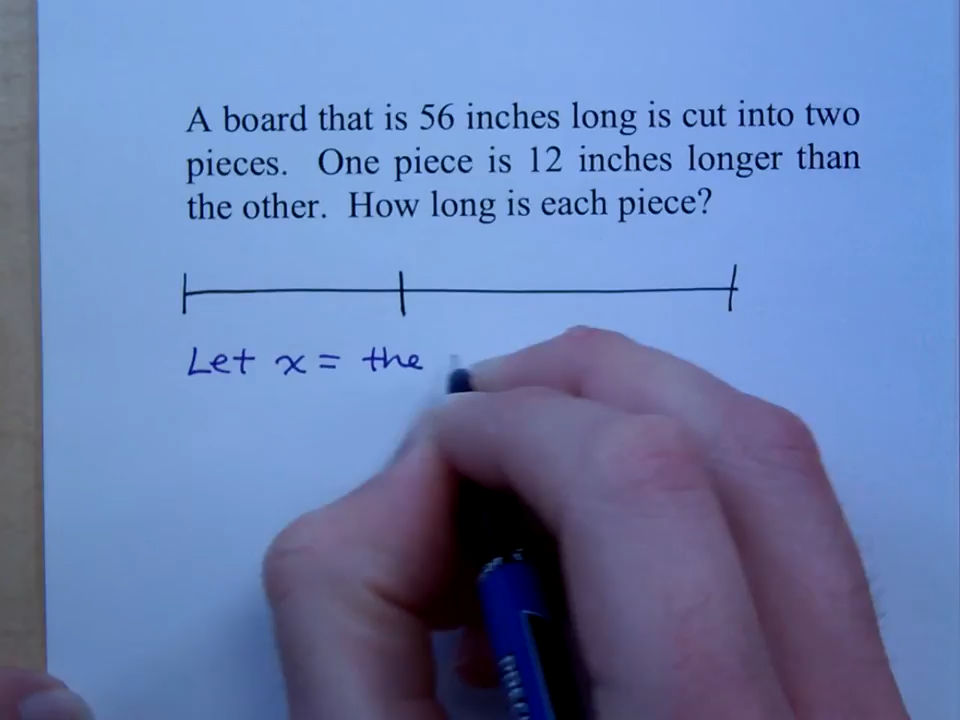 A board that is 56 inches long is cut into two
pieces. One piece is 12 inches longer than
the other. How long is each piece?
Let x = the